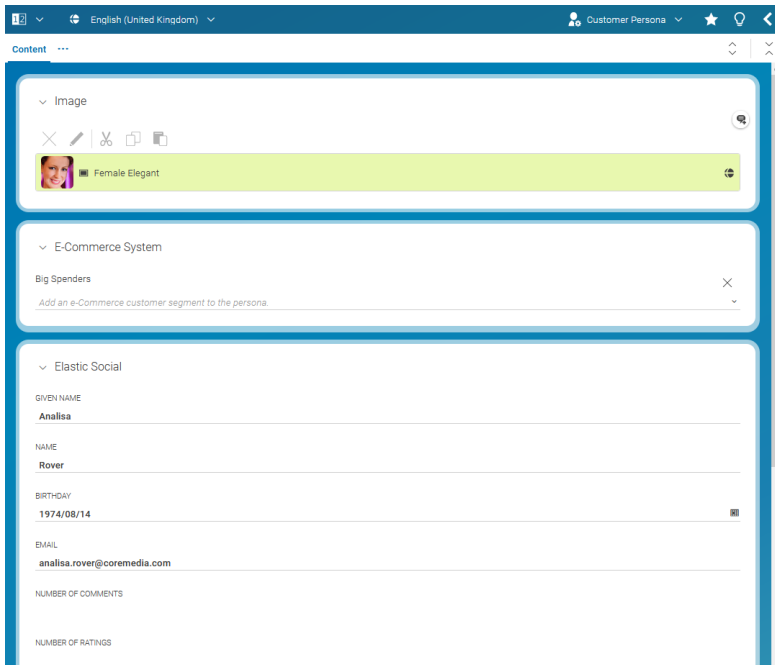 12
English (United Kingdom)
Customer Persona
Content ...
Image
Female Elegant
E-Commerce System
Big Spenders
Add an e-Commerce customer segment to the persona.
Elastic Social
GIVEN NAME
Analisa
NAME
Rover
BIRTHDAY
1974/08/14
EMAIL
analisa.rover@coremedia.com
NUMBER OF COMMENTS
NUMBER OF RATINGS